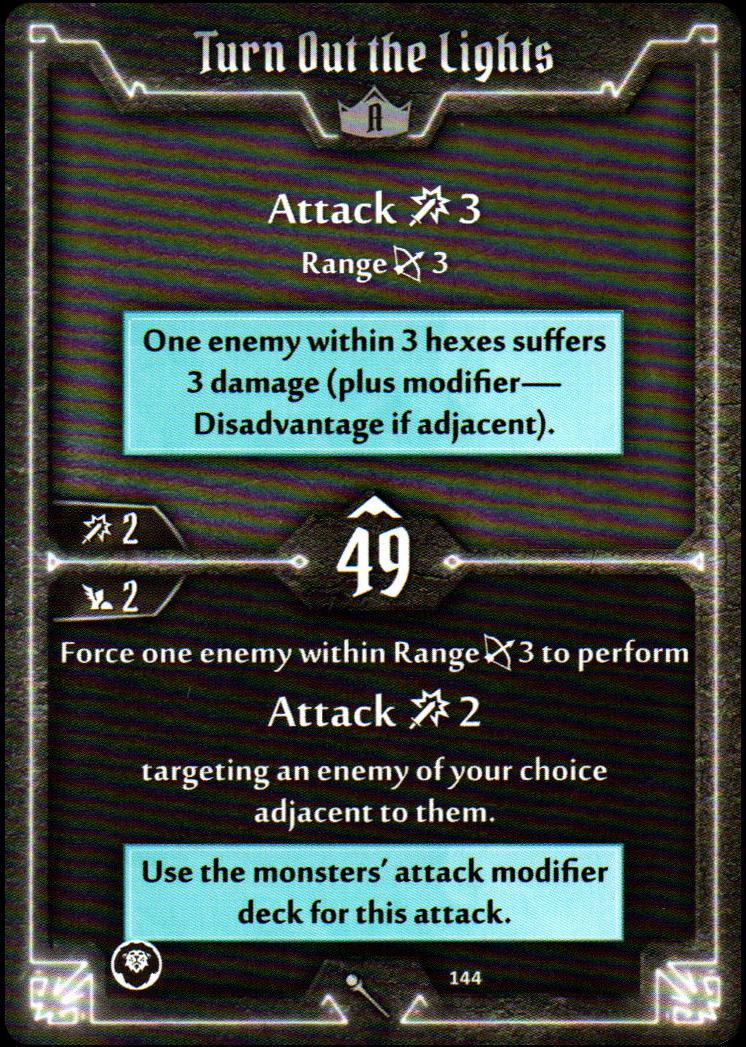 Turn Out the Lights
A
Attack 3
Range 3
One enemy within 3 hexes suffers
3 damage (plus modifier—
Disadvantage if adjacent).
2
49
2
Force one enemy within Range 3 to perform
Attack 2
targeting an enemy of your choice
adjacent to them.
Use the monsters' attack modifier
deck for this attack.
144